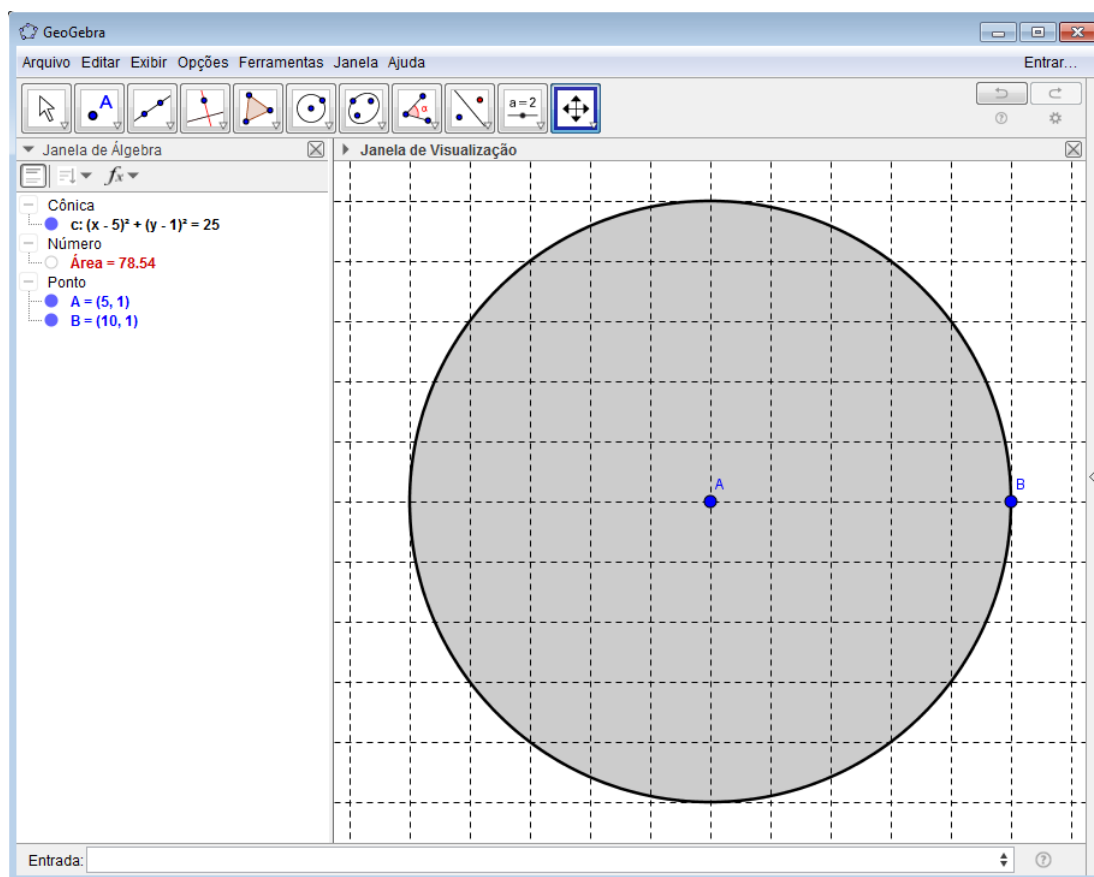 GeoGebra
Arquivo Editar Exibir Opções Ferramentas Janela Ajuda
Entrar...
A
α
a = 2
Janela de Álgebra
Janela de Visualização
fx
Cônica
c: (x - 5)² + (y - 1)² = 25
Número
Área = 78.54
Ponto
A = (5, 1)
B = (10, 1)
A
B
Entrada: